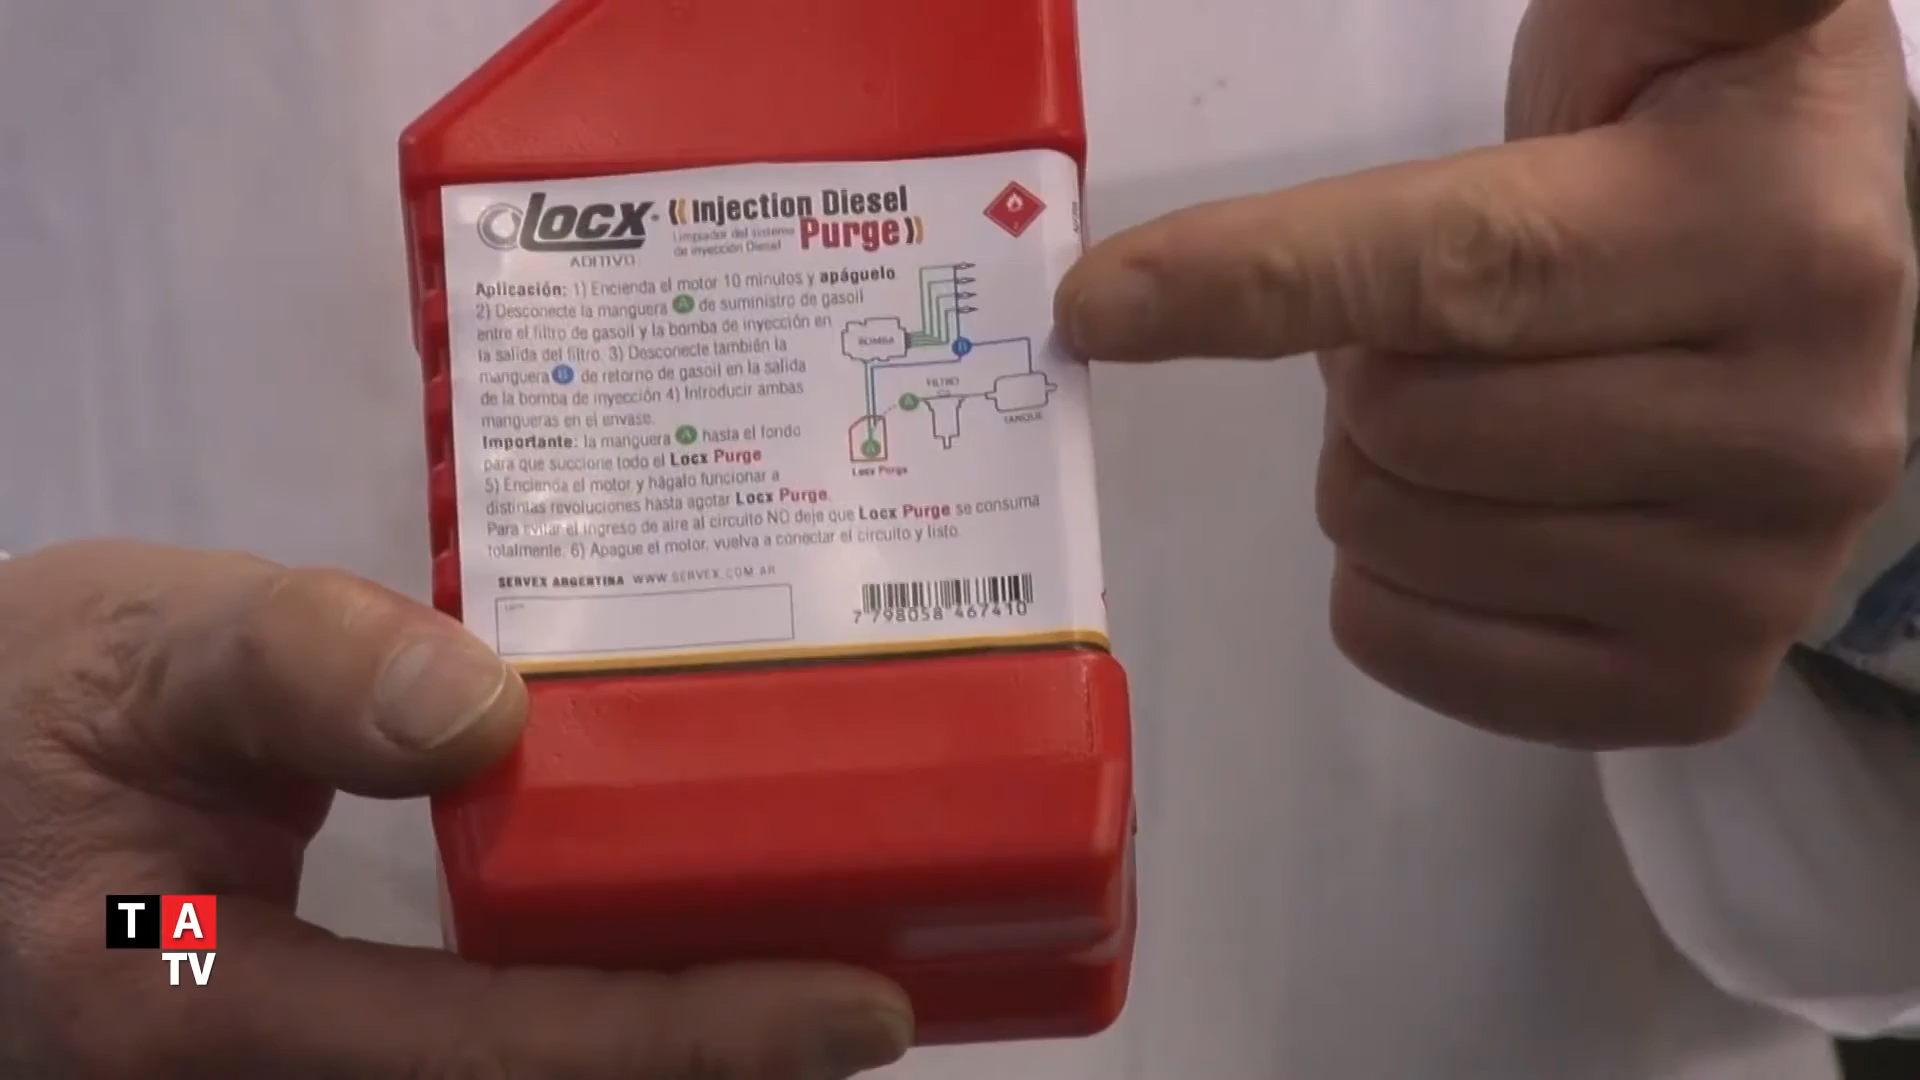 Locx ADITIVO
Injection Diesel Purge
Limpiador del sistema
de inyección Diesel
Aplicación: 1) Encienda el motor 10 minutos y apáguelo
2) Desconecte la manguera A de suministro de gasoil
entre el filtro de gasoil y la bomba de inyección en
la salida del filtro. 3) Desconecte también la
manguera B de retorno de gasoil en la salida
de la bomba de inyección 4) Introducir ambas
mangueras en el envase.
Importante: la manguera A hasta el fondo
para que succione todo el Locx Purge
5) Encienda el motor y hágalo funcionar a
distintas revoluciones hasta agotar Locx Purge.
Para evitar el ingreso de aire al circuito NO deje que Locx Purge se consuma
totalmente. 6) Apague el motor, vuelva a conectar el circuito y listo.
BOMBA
B
FILTRO
A
TANQUE
A
Locx Purge
SERVEX ARGENTINA WWW.SERVEX.COM.AR
7 798058 467410
TA
TV